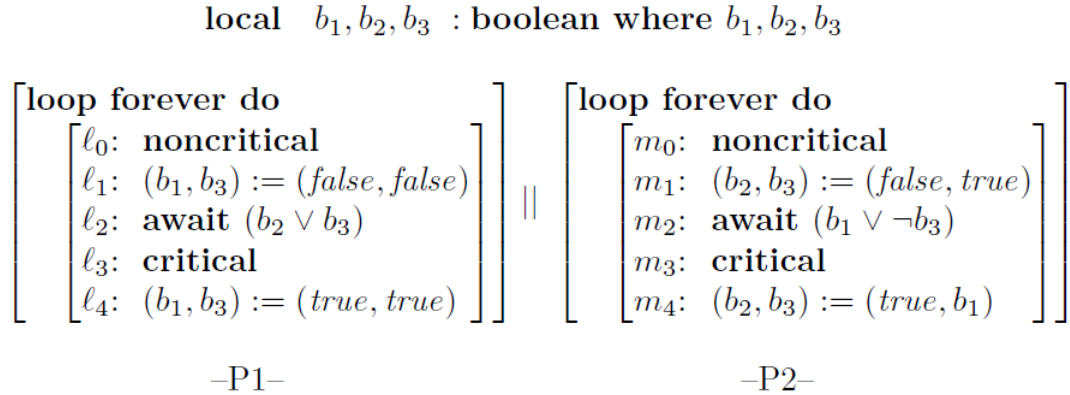 local b₁, b₂, b₃ : boolean where b₁, b₂, b₃
loop forever do
ℓ₀: noncritical
ℓ₁: (b₁, b₃) := (false, false)
ℓ₂: await (b₂ ∨ b₃)
ℓ₃: critical
ℓ₄: (b₁, b₃) := (true, true)
||
loop forever do
m₀: noncritical
m₁: (b₂, b₃) := (false, true)
m₂: await (b₁ ∨ ¬b₃)
m₃: critical
m₄: (b₂, b₃) := (true, b₁)
–P1–
–P2–